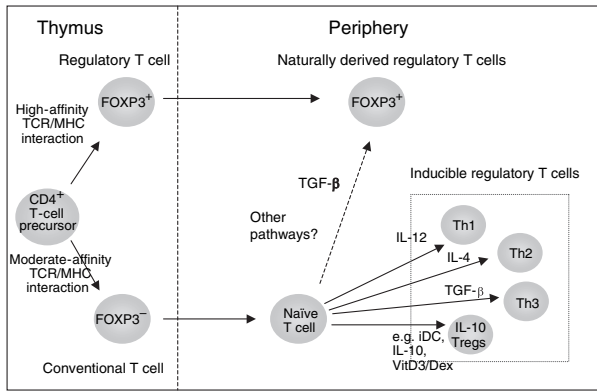 Thymus
Periphery
Regulatory T cell
Naturally derived regulatory T cells
FOXP3⁺
FOXP3⁺
High-affinity
TCR/MHC
interaction
TGF-β
Inducible regulatory T cells
CD4⁺
T-cell
precursor
Other
pathways?
IL-12
Th1
IL-4
Th2
Moderate-affinity
TCR/MHC
interaction
TGF-β
Th3
FOXP3⁻
Naïve
T cell
IL-10
Tregs
e.g. iDC,
IL-10,
VitD3/Dex
Conventional T cell